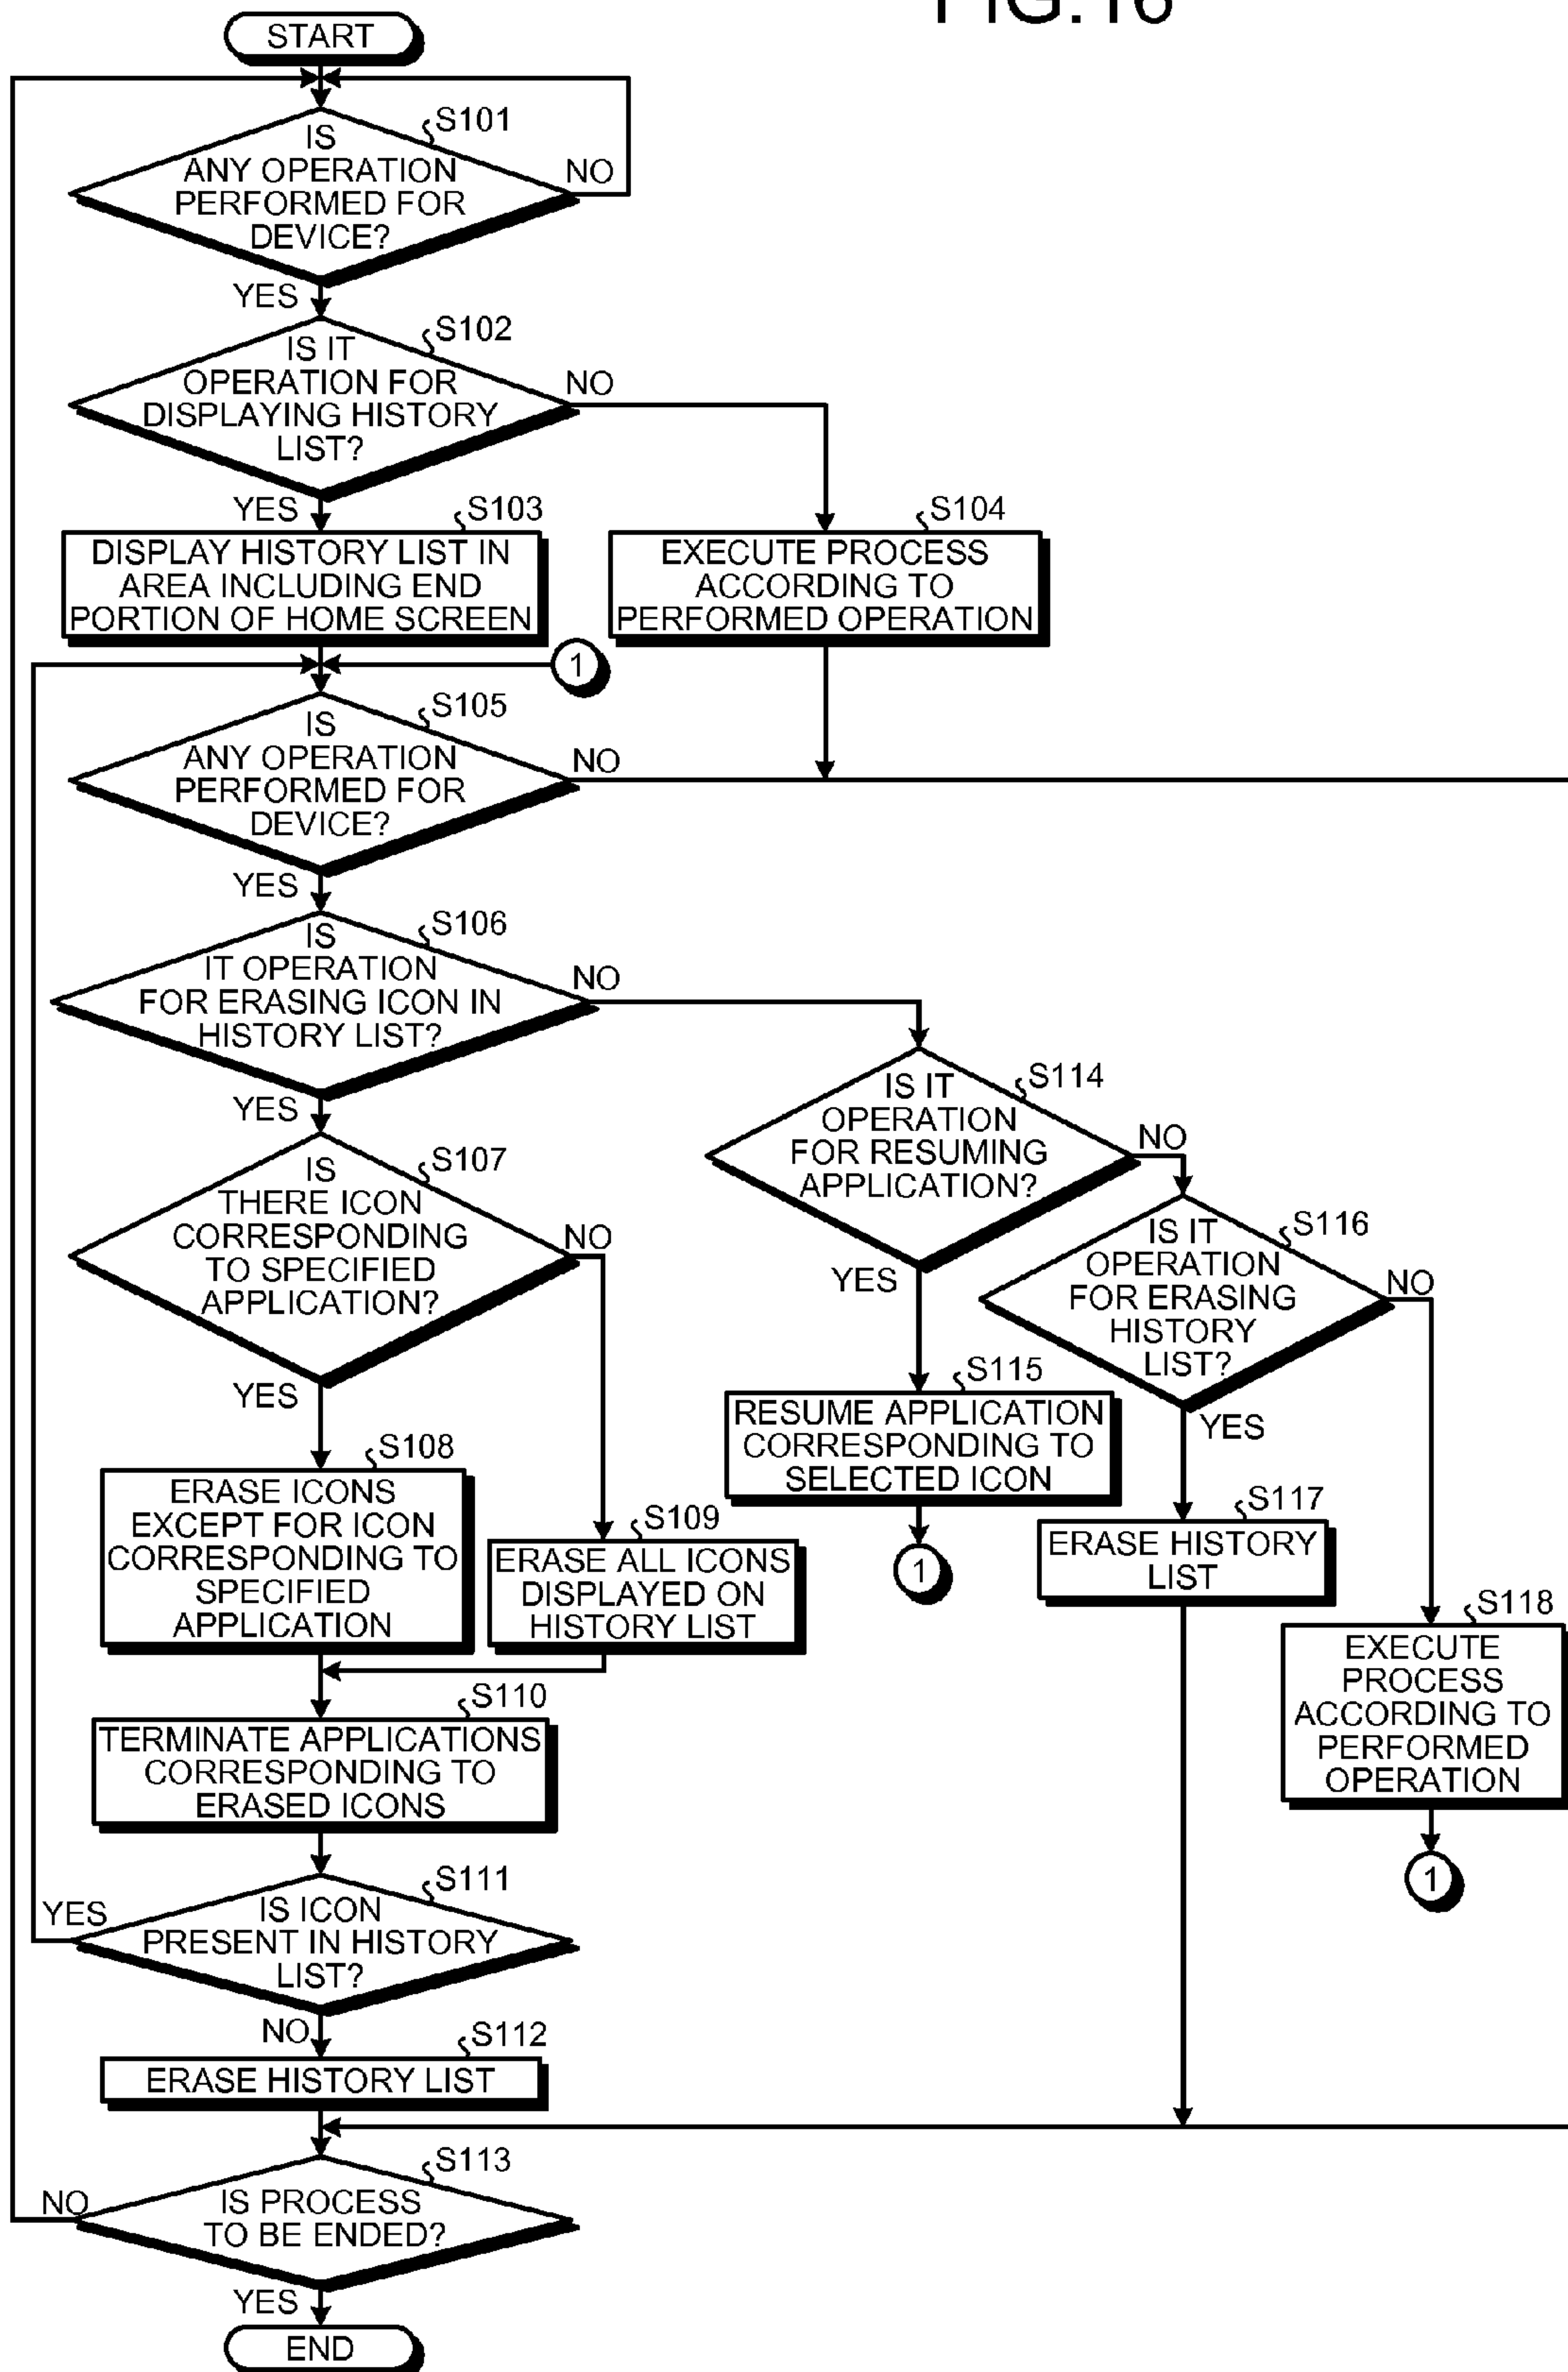 FIG.16
START
S101
IS
ANY OPERATION
PERFORMED FOR
DEVICE?
NO
YES
S102
IS IT
OPERATION FOR
DISPLAYING HISTORY
LIST?
NO
YES
S103
DISPLAY HISTORY LIST IN
AREA INCLUDING END
PORTION OF HOME SCREEN
S104
EXECUTE PROCESS
ACCORDING TO
PERFORMED OPERATION
1
S105
IS
ANY OPERATION
PERFORMED FOR
DEVICE?
NO
YES
S106
IS
IT OPERATION
FOR ERASING ICON IN
HISTORY LIST?
NO
YES
S107
IS
THERE ICON
CORRESPONDING
TO SPECIFIED
APPLICATION?
NO
YES
S114
IS IT
OPERATION
FOR RESUMING
APPLICATION?
NO
YES
S116
IS IT
OPERATION
FOR ERASING
HISTORY
LIST?
NO
YES
S108
ERASE ICONS
EXCEPT FOR ICON
CORRESPONDING TO
SPECIFIED
APPLICATION
S109
ERASE ALL ICONS
DISPLAYED ON
HISTORY LIST
S115
RESUME APPLICATION
CORRESPONDING TO
SELECTED ICON
1
S117
ERASE HISTORY
LIST
S118
EXECUTE
PROCESS
ACCORDING TO
PERFORMED
OPERATION
1
S110
TERMINATE APPLICATIONS
CORRESPONDING TO
ERASED ICONS
S111
IS ICON
PRESENT IN HISTORY
LIST?
YES
NO
S112
ERASE HISTORY LIST
S113
IS PROCESS
TO BE ENDED?
NO
YES
END